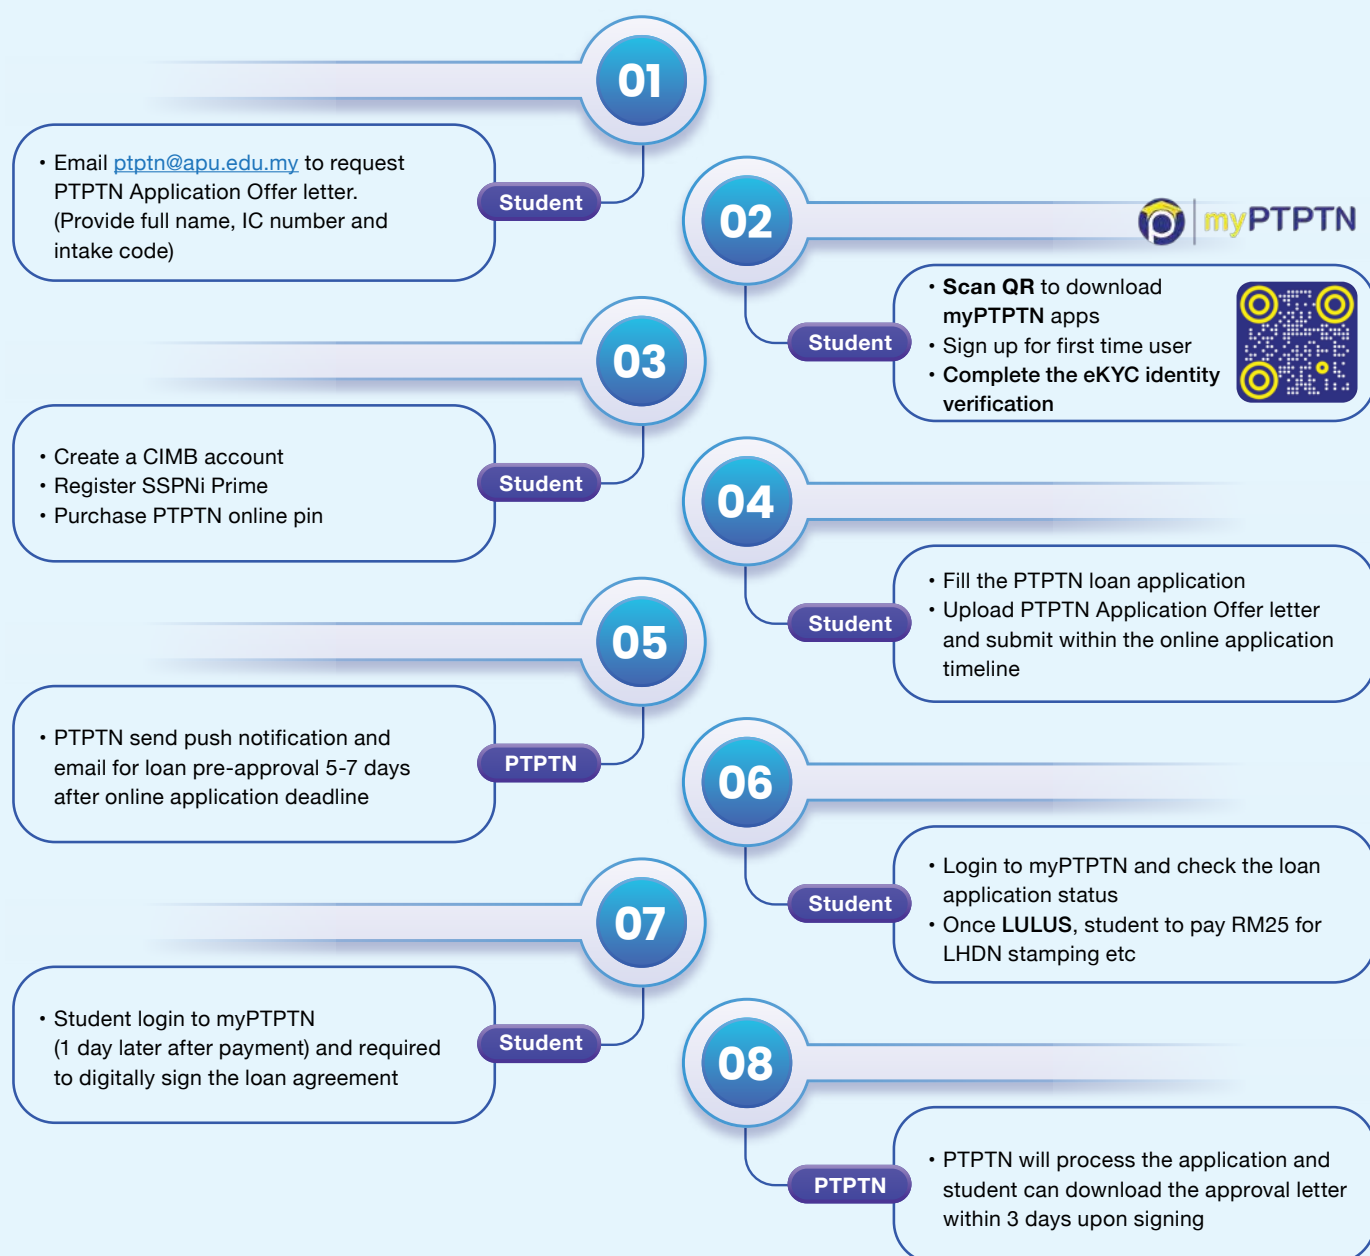 01
• Email ptptn@apu.edu.my to request
PTPTN Application Offer letter.
(Provide full name, IC number and
intake code)
Student
02
myPTPTN
• Scan QR to download
myPTPTN apps
• Sign up for first time user
• Complete the eKYC identity
verification
Student
03
• Create a CIMB account
• Register SSPNi Prime
• Purchase PTPTN online pin
Student
04
• Fill the PTPTN loan application
• Upload PTPTN Application Offer letter
and submit within the online application
timeline
Student
05
• PTPTN send push notification and
email for loan pre-approval 5-7 days
after online application deadline
PTPTN
06
• Login to myPTPTN and check the loan
application status
• Once LULUS, student to pay RM25 for
LHDN stamping etc
Student
07
• Student login to myPTPTN
(1 day later after payment) and required
to digitally sign the loan agreement
Student
08
• PTPTN will process the application and
student can download the approval letter
within 3 days upon signing
PTPTN